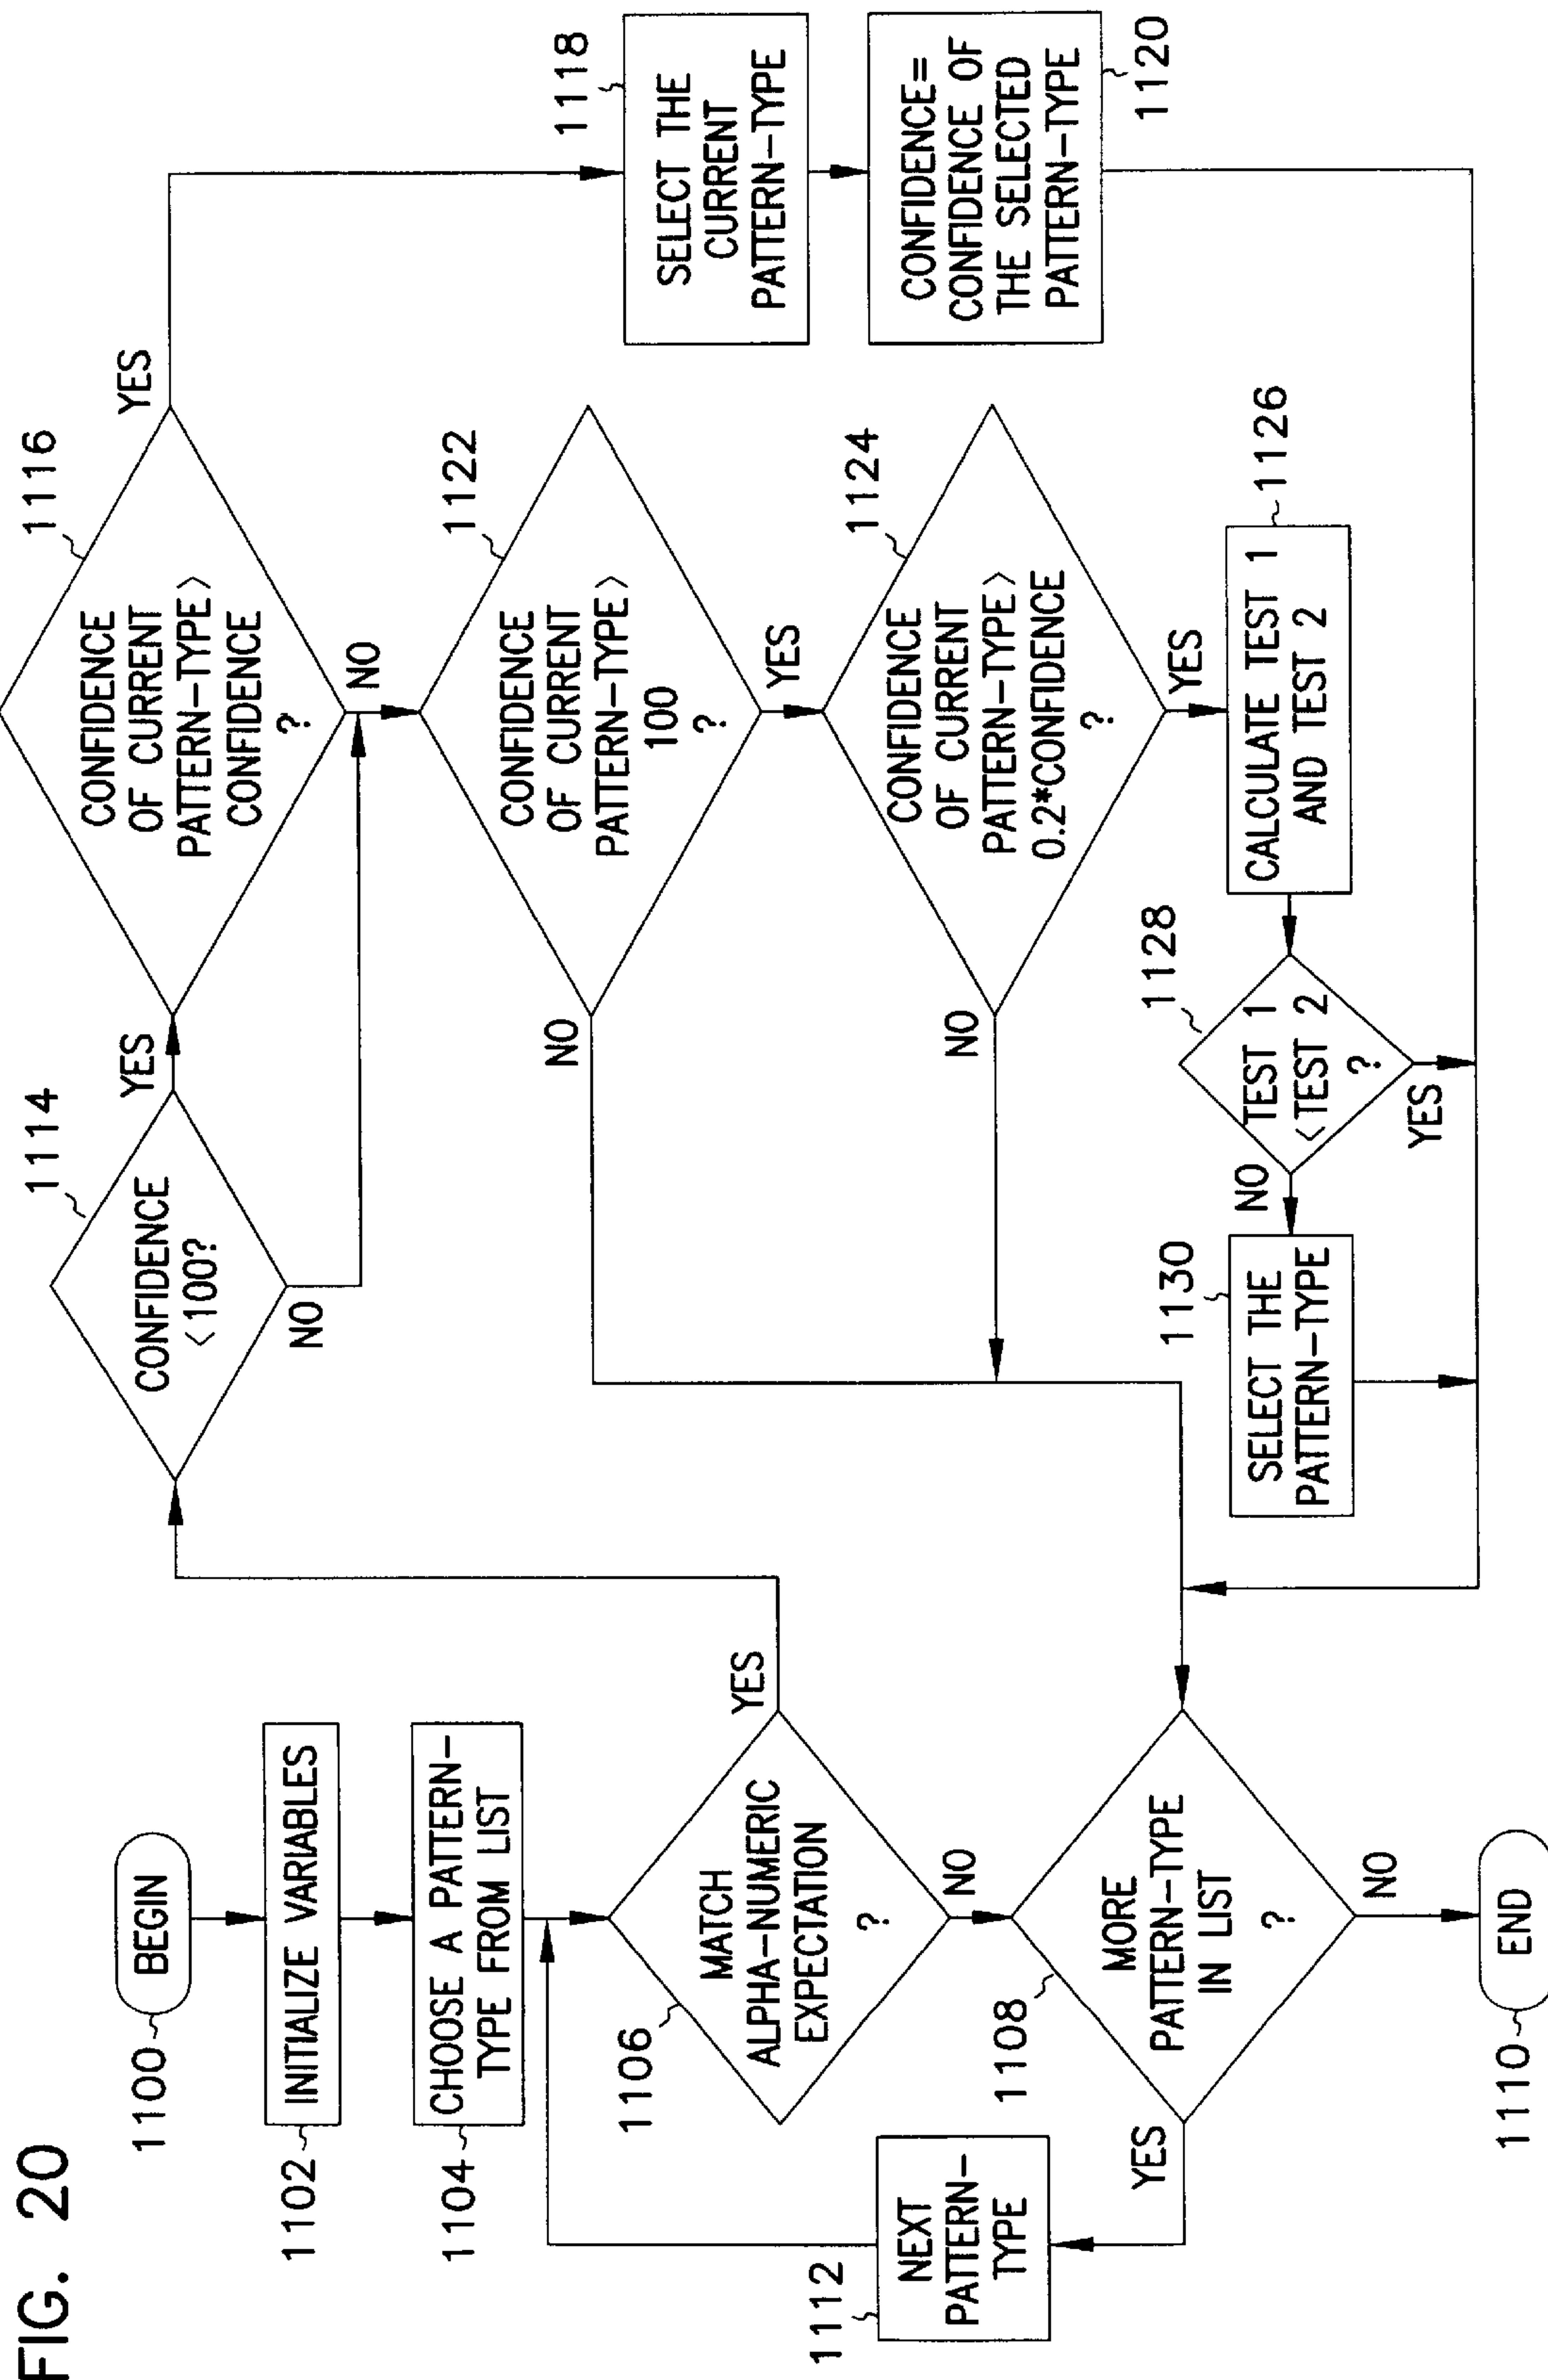 FIG. 20
1100
BEGIN
1102
INITIALIZE VARIABLES
1104
CHOOSE A PATTERN-
TYPE FROM LIST
1106
MATCH
ALPHA-NUMERIC
EXPECTATION
?
YES
NO
1108
MORE
PATTERN-TYPE
IN LIST
?
YES
NO
1112
NEXT
PATTERN-
TYPE
1110
END
1114
CONFIDENCE
<100?
YES
NO
1116
CONFIDENCE
OF CURRENT
PATTERN-TYPE>
CONFIDENCE
?
YES
NO
1118
SELECT THE
CURRENT
PATTERN-TYPE
CONFIDENCE=
CONFIDENCE OF
THE SELECTED
PATTERN-TYPE
1120
1122
CONFIDENCE
OF CURRENT
PATTERN-TYPE>
100
?
NO
YES
1124
CONFIDENCE
OF CURRENT
PATTERN-TYPE>
0.2*CONFIDENCE
?
NO
YES
CALCULATE TEST 1
AND TEST 2
1126
1128
TEST 1
<TEST 2
?
NO
YES
1130
SELECT THE
PATTERN-TYPE